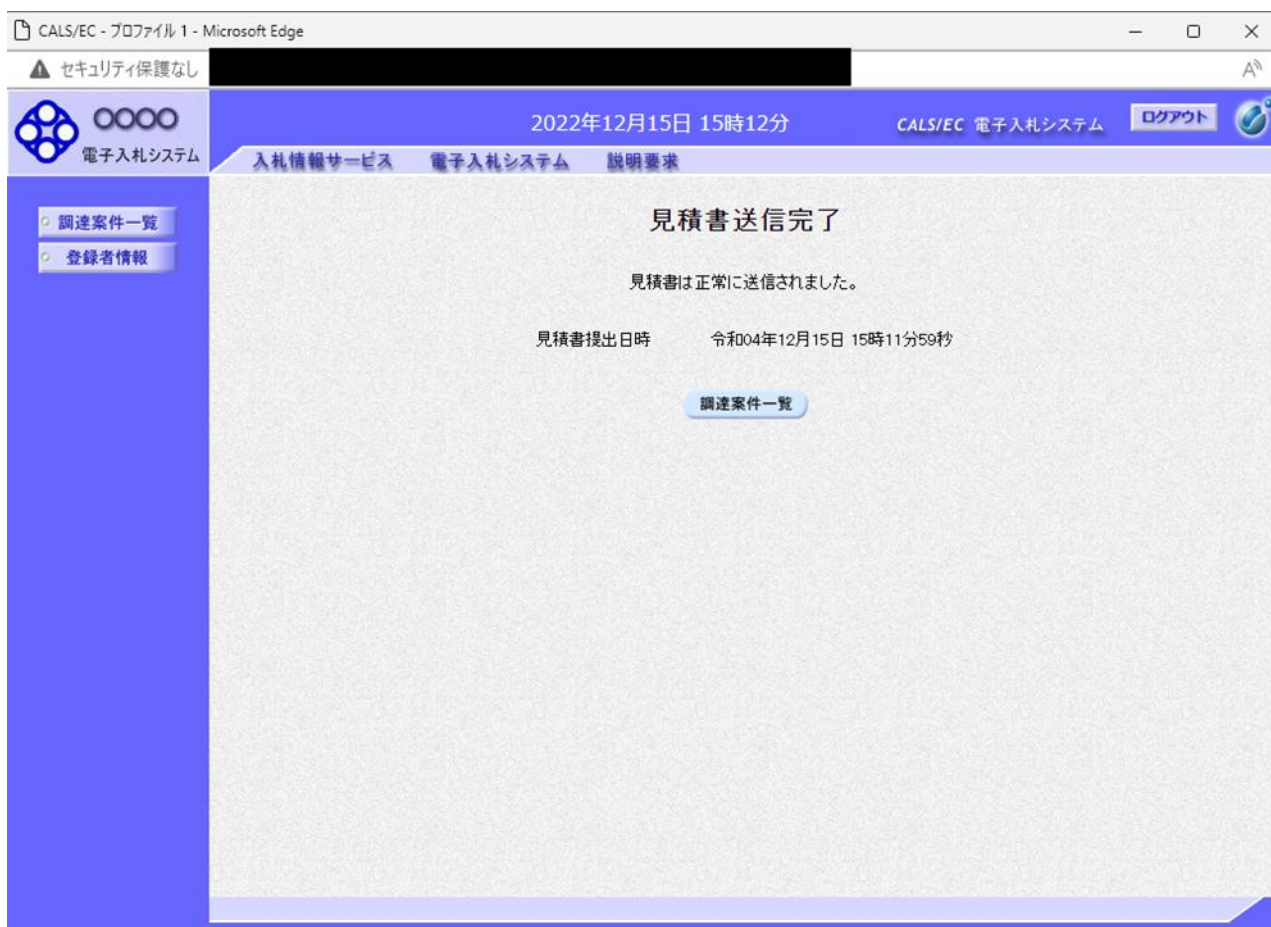 CALS/EC - プロファイル 1 - Microsoft Edge
セキュリティ保護なし
〇〇〇〇
電子入札システム
2022年12月15日 15時12分
CALS/EC 電子入札システム
ログアウト
入札情報サービス 電子入札システム 説明要求
調達案件一覧
登録者情報
見積書送信完了
見積書は正常に送信されました。
見積書提出日時 令和04年12月15日 15時11分59秒
調達案件一覧